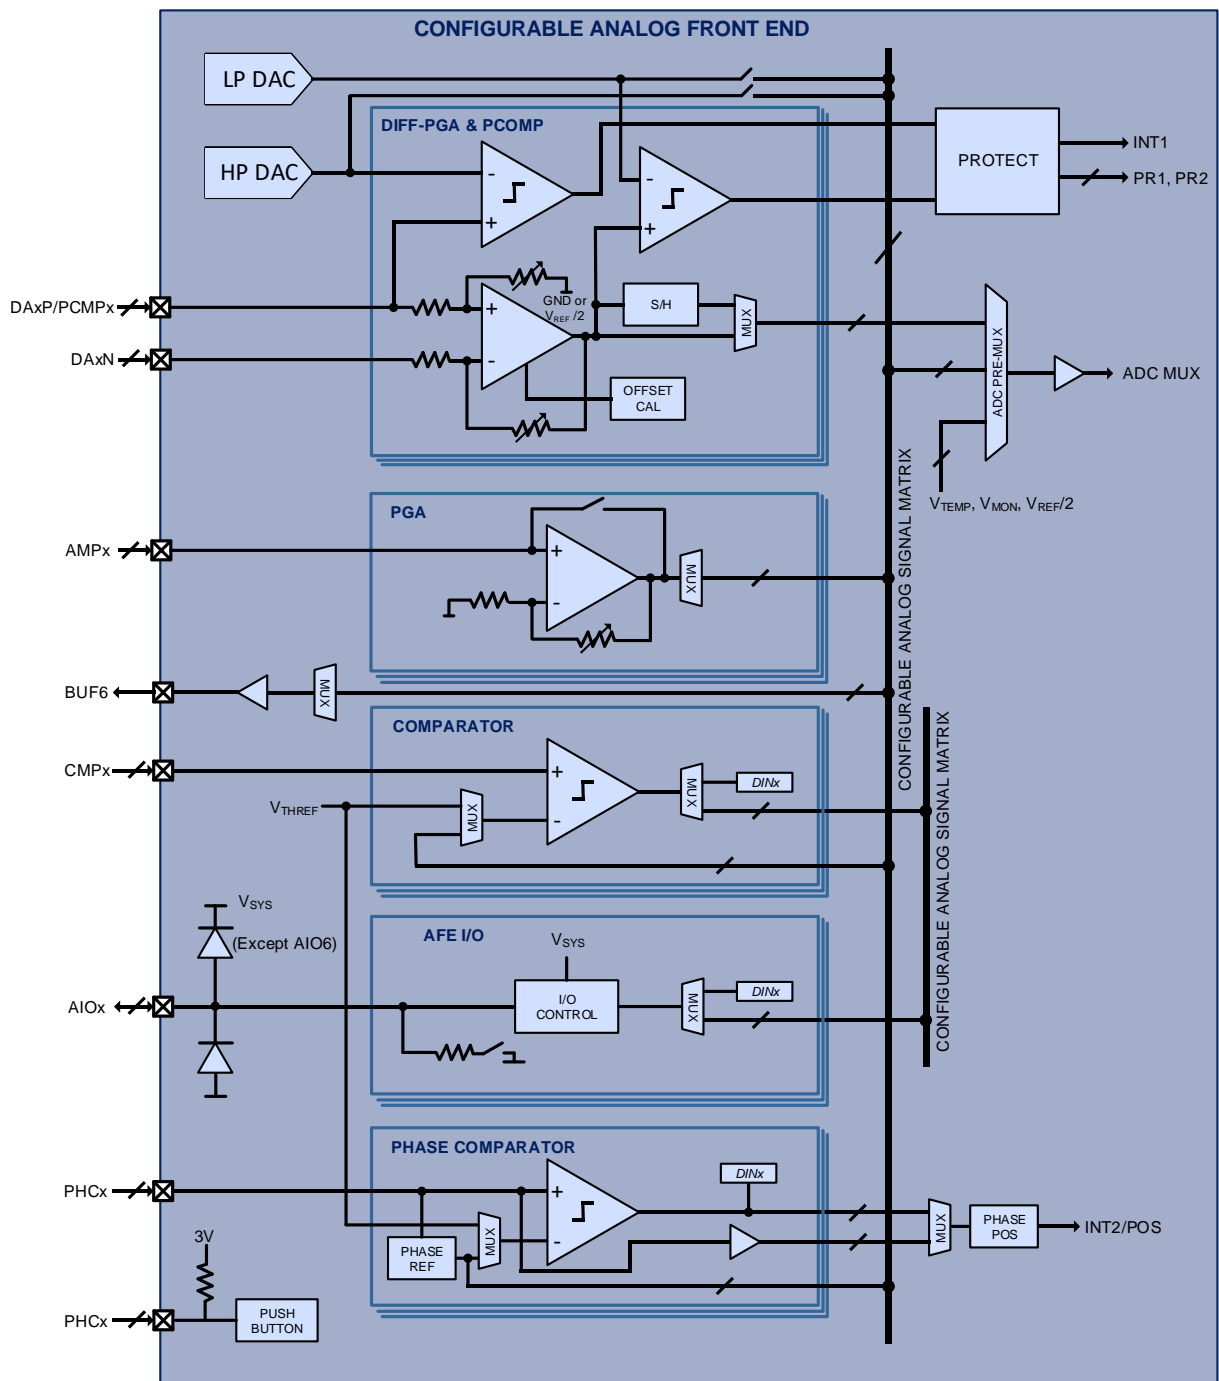 CONFIGURABLE ANALOG FRONT END
LP DAC
HP DAC
DIFF-PGA & PCOMP
-
+
-
+
PROTECT
INT1
PR1, PR2
DAxP/PCMPx
DAxN
+
-
GND or
VREF /2
S/H
MUX
OFFSET
CAL
ADC PRE-MUX
ADC MUX
VTEMP, VMON, VREF/2
CONFIGURABLE ANALOG SIGNAL MATRIX
PGA
AMPx
+
-
MUX
BUF6
MUX
COMPARATOR
CMPx
+
-
VTHREF
MUX
MUX
DINx
CONFIGURABLE ANALOG SIGNAL MATRIX
VSYS
(Except AIO6)
AFE I/O
VSYS
AIOx
I/O
CONTROL
MUX
DINx
PHASE COMPARATOR
PHCx
+
-
DINx
PHASE
REF
MUX
MUX
PHASE
POS
INT2/POS
3V
PHCx
PUSH
BUTTON